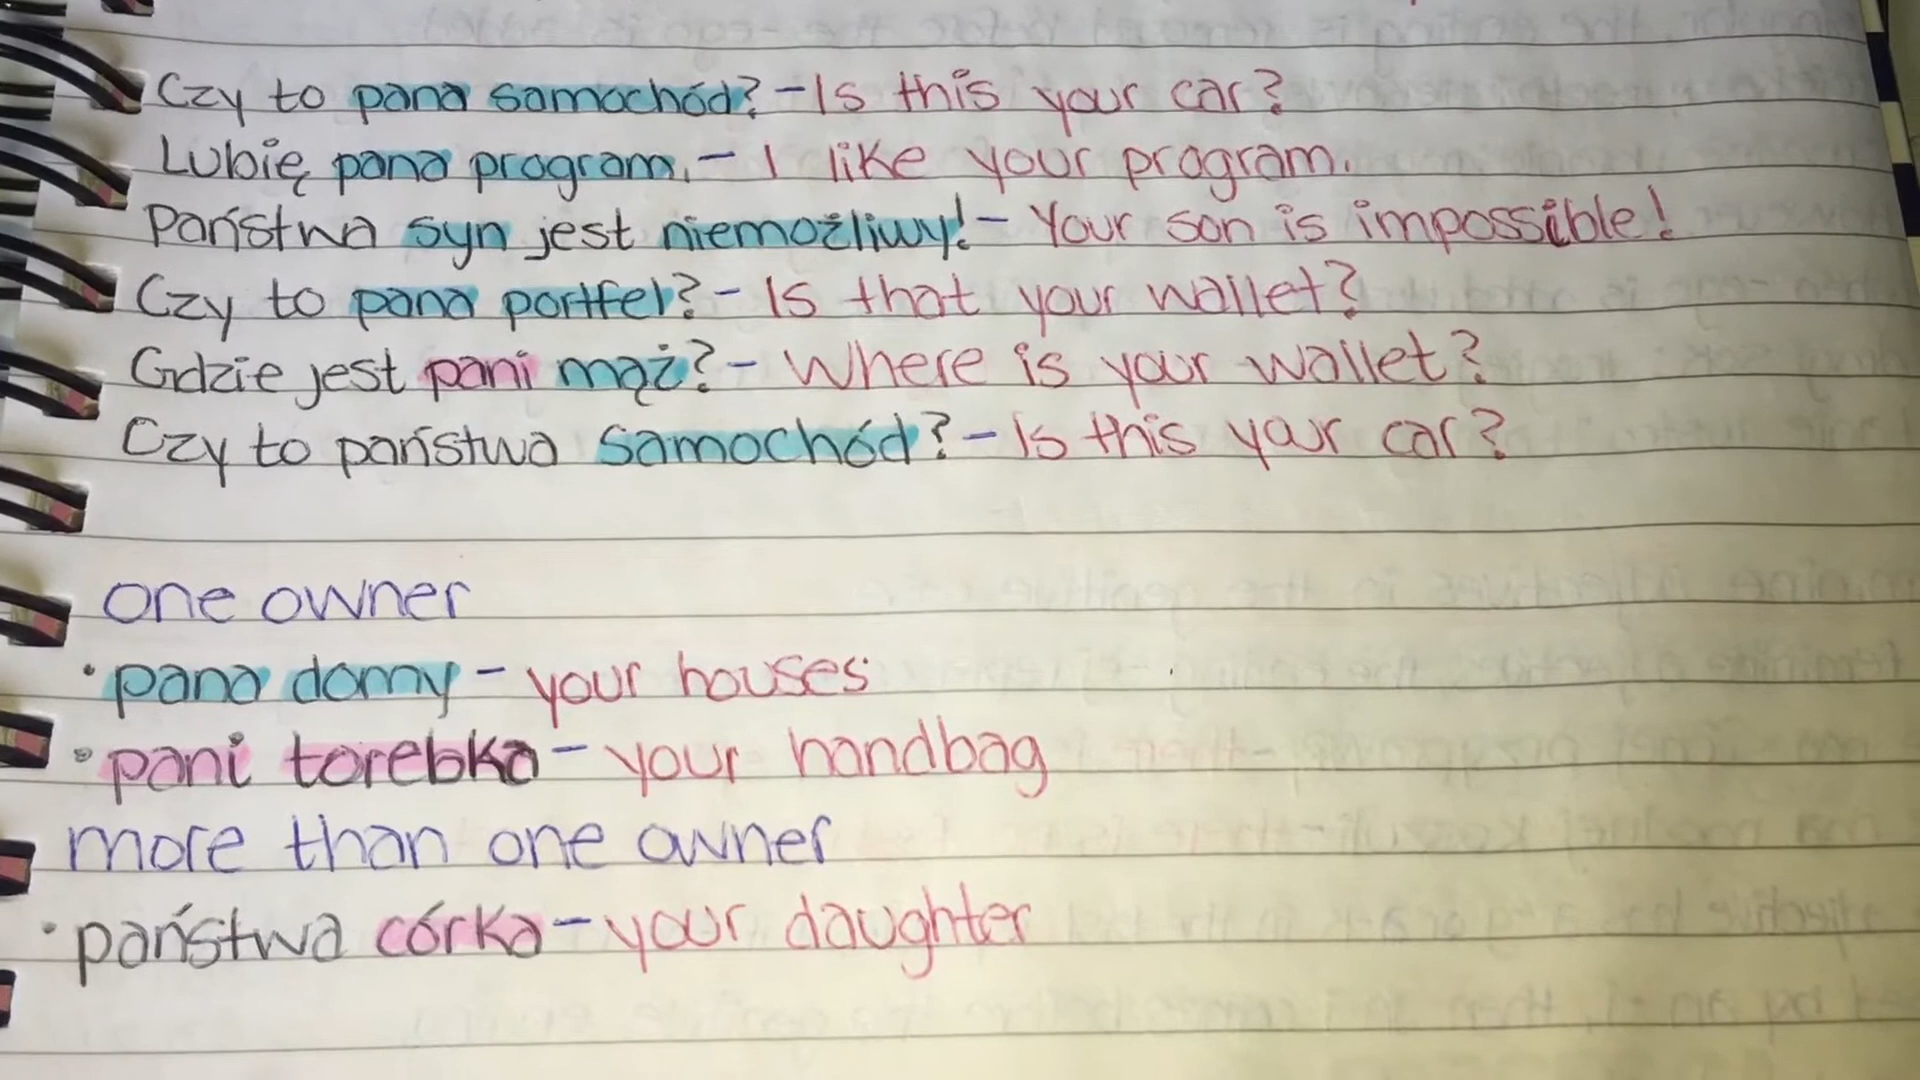 Czy to pana samochód? - Is this your car?
Lubię pana program. - I like your program.
Państwa syn jest niemożliwy! - Your son is impossible!
Czy to pana portfel? - Is that your wallet?
Gdzie jest pani mąż? - Where is your wallet?
Czy to państwa samochód? - Is this your car?
one owner
• pana domy - your houses
• pani torebka - your handbag
more than one owner
• państwa córka - your daughter